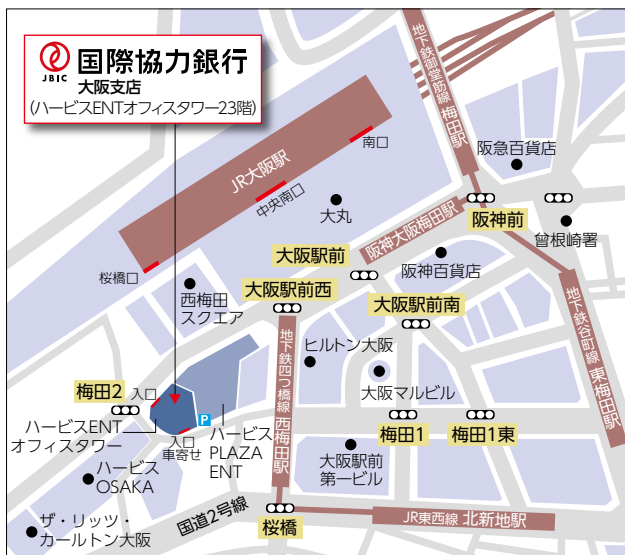 JBIC
国際協力銀行
大阪支店
(ハービスENTオフィスタワー23階)
地下鉄御堂筋線 梅田駅
南口
JR大阪駅
中央南口
大丸
阪急百貨店
阪神大阪梅田駅
阪神前
曾根崎署
桜橋口
大阪駅前
阪神百貨店
西梅田
スクエア
大阪駅前西
大阪駅前南
地下鉄谷町線 東梅田駅
地下鉄四つ橋線 西梅田駅
ヒルトン大阪
大阪マルビル
梅田2
入口
P
梅田1
梅田1東
ハービスENT
オフィスタワー
入口
車寄せ
ハービス
PLAZA
ENT
大阪駅前
第一ビル
ハービス
OSAKA
国道2号線
桜橋
JR東西線 北新地駅
ザ・リッツ・
カールトン大阪